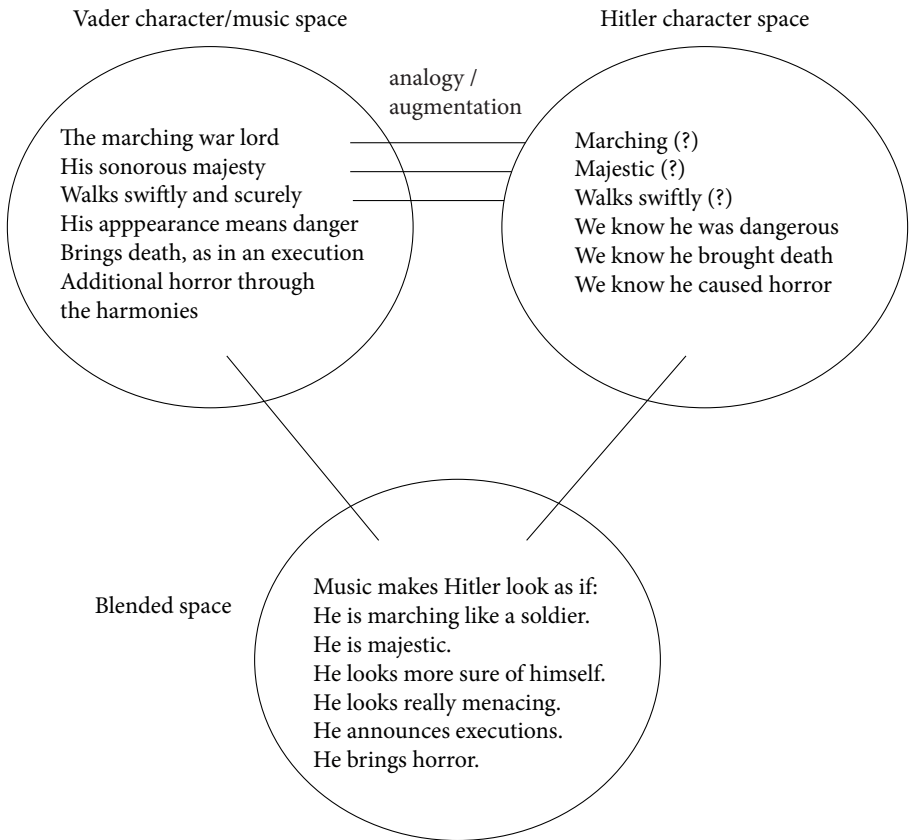 Vader character/music space
Hitler character space
analogy /
augmentation
The marching war lord
His sonorous majesty
Walks swiftly and scurely
His apppearance means danger
Brings death, as in an execution
Additional horror through
the harmonies
Marching (?)
Majestic (?)
Walks swiftly (?)
We know he was dangerous
We know he brought death
We know he caused horror
Blended space
Music makes Hitler look as if:
He is marching like a soldier.
He is majestic.
He looks more sure of himself.
He looks really menacing.
He announces executions.
He brings horror.